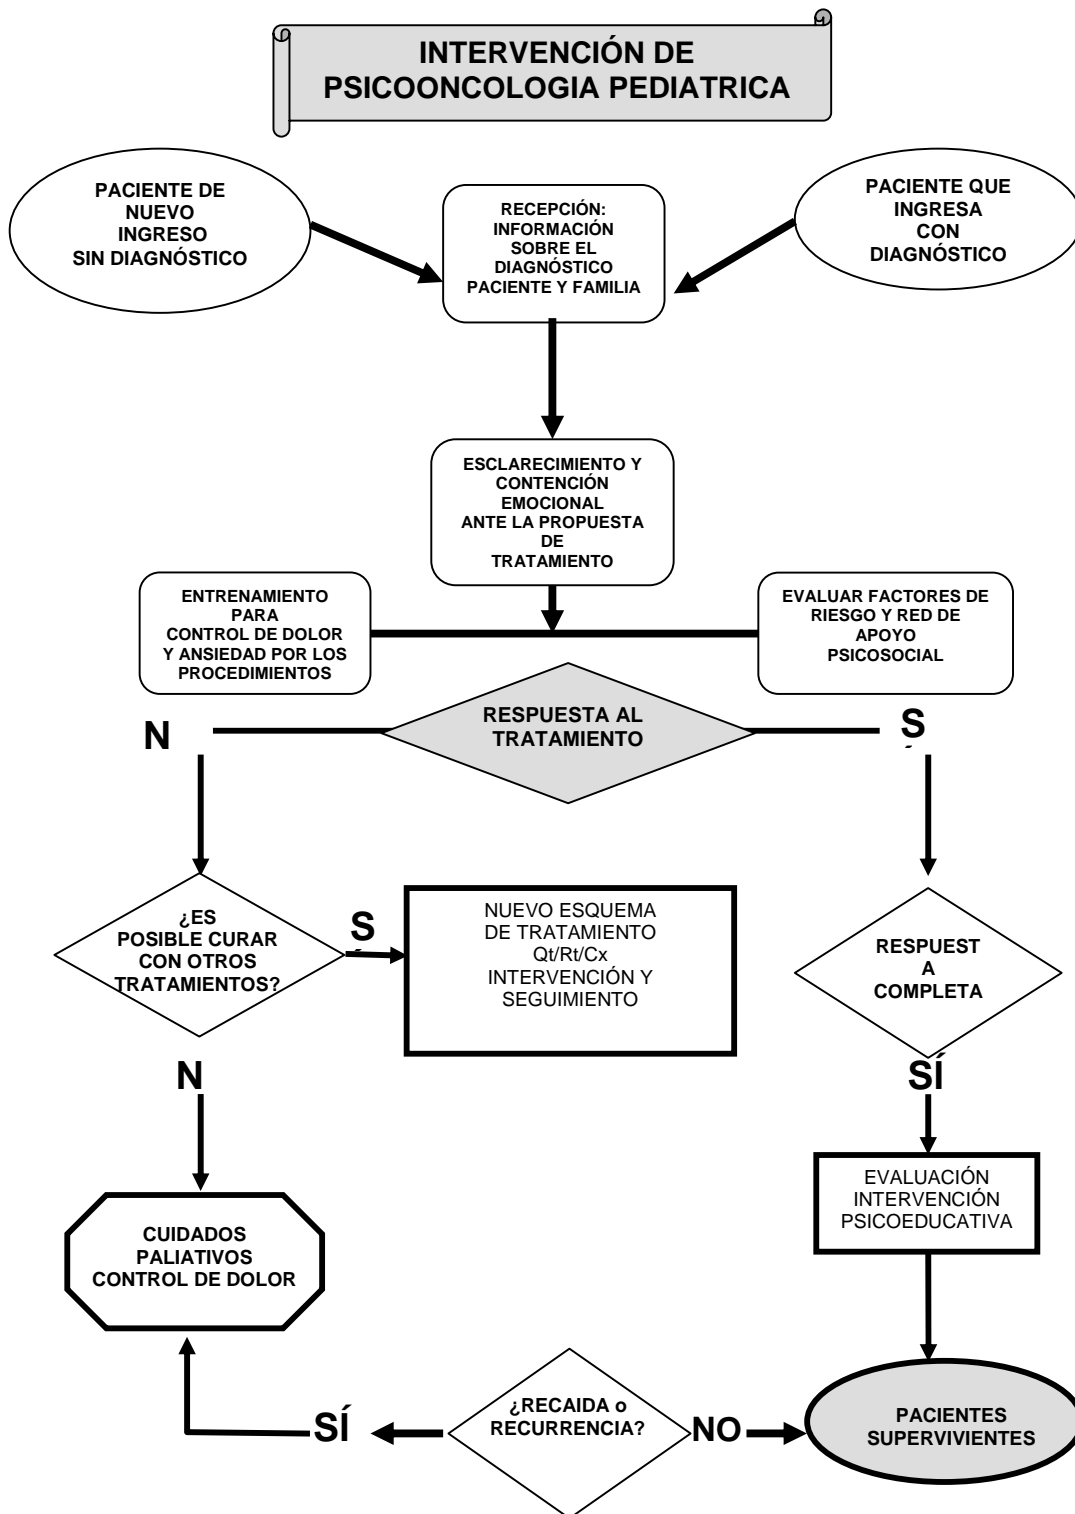 INTERVENCIÓN DE
PSICOONCOLOGIA PEDIATRICA
PACIENTE DE
NUEVO
INGRESO
SIN DIAGNÓSTICO
RECEPCIÓN:
INFORMACIÓN
SOBRE EL
DIAGNÓSTICO
PACIENTE Y FAMILIA
PACIENTE QUE
INGRESA
CON
DIAGNÓSTICO
ESCLARECIMIENTO Y
CONTENCIÓN
EMOCIONAL
ANTE LA PROPUESTA
DE
TRATAMIENTO
ENTRENAMIENTO
PARA
CONTROL DE DOLOR
Y ANSIEDAD POR LOS
PROCEDIMIENTOS
EVALUAR FACTORES DE
RIESGO Y RED DE
APOYO
PSICOSOCIAL
N
RESPUESTA AL
TRATAMIENTO
S
¿ES
POSIBLE CURAR
CON OTROS
TRATAMIENTOS?
S
NUEVO ESQUEMA
DE TRATAMIENTO
Qt/Rt/Cx
INTERVENCIÓN Y
SEGUIMIENTO
RESPUEST
A
COMPLETA
N
SÍ
EVALUACIÓN
INTERVENCIÓN
PSICOEDUCATIVA
CUIDADOS
PALIATIVOS
CONTROL DE DOLOR
¿RECAIDA o
RECURRENCIA?
SÍ
NO
PACIENTES
SUPERVIVIENTES